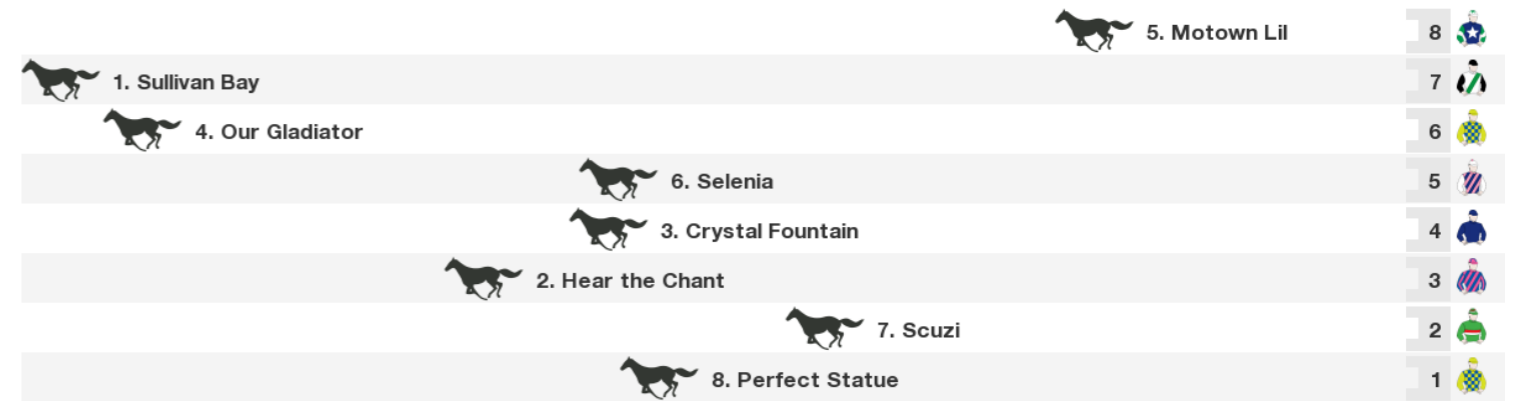 5. Motown Lil 8
1. Sullivan Bay 7
4. Our Gladiator 6
6. Selenia 5
3. Crystal Fountain 4
2. Hear the Chant 3
7. Scuzi 2
8. Perfect Statue 1